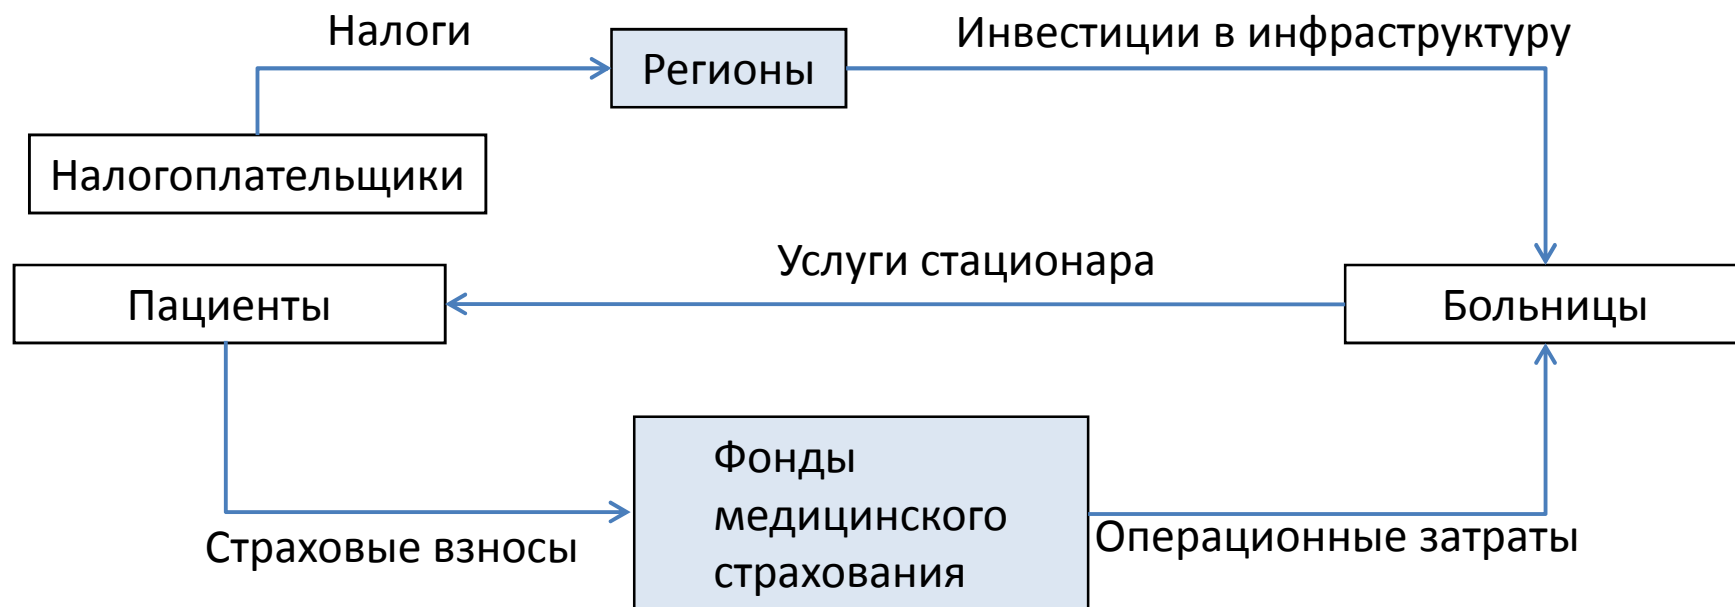 Налоги
Инвестиции в инфраструктуру
Регионы
Налогоплательщики
Услуги стационара
Пациенты
Больницы
Фонды
медицинского
страхования
Страховые взносы
Операционные затраты